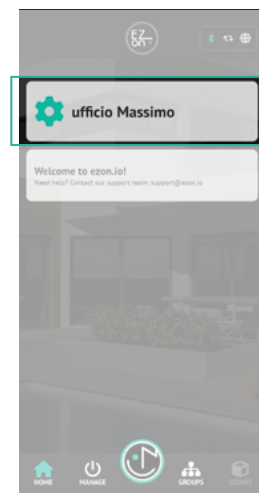 EZ
on
ufficio Massimo
Welcome to ezon.io!
Need help? Contact our support team: support@ezon.io
HOME
MANAGE
GROUPS
SCENES